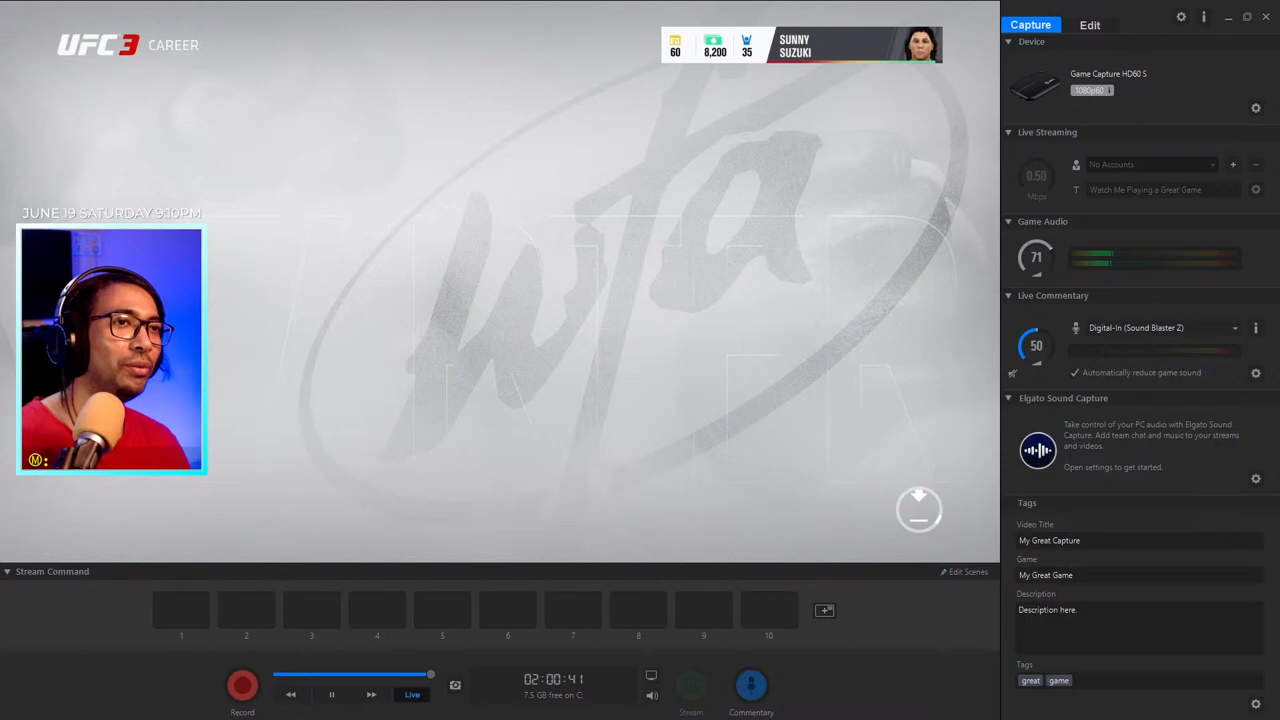 UFC 3 CAREER
31
60
8,200
35
SUNNY
SUZUKI
wfa
JUNE 19 SATURDAY 9:10PM
M:
Stream Command
Edit Scenes
1
2
3
4
5
6
7
8
9
10
Record
Live
02:00:41
7.5 GB free on C:
Stream
Commentary
Capture
Edit
Device
Game Capture HD60 S
1080p60 i
Live Streaming
0.50
Mbps
No Accounts
T Watch Me Playing a Great Game
Game Audio
71
Live Commentary
50
Digital-In (Sound Blaster Z)
Automatically reduce game sound
Elgato Sound Capture
Take control of your PC audio with Elgato Sound
Capture. Add team chat and music to your streams
and videos.
Open settings to get started.
Tags
Video Title
My Great Capture
Game
My Great Game
Description
Description here.
Tags
great game